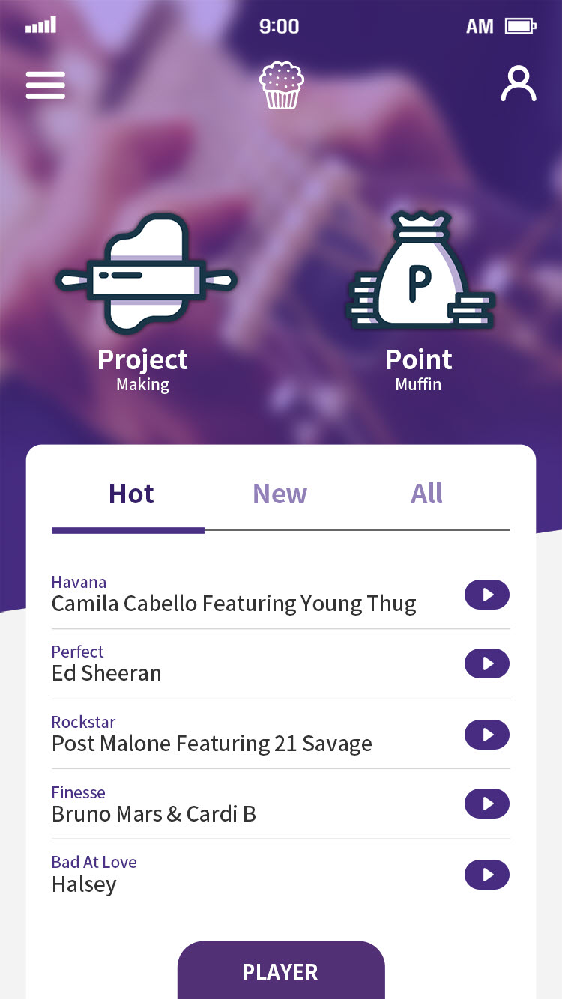 9:00
AM
P
Project
Making
Point
Muffin
Hot
New
All
Havana
Camila Cabello Featuring Young Thug
Perfect
Ed Sheeran
Rockstar
Post Malone Featuring 21 Savage
Finesse
Bruno Mars & Cardi B
Bad At Love
Halsey
PLAYER